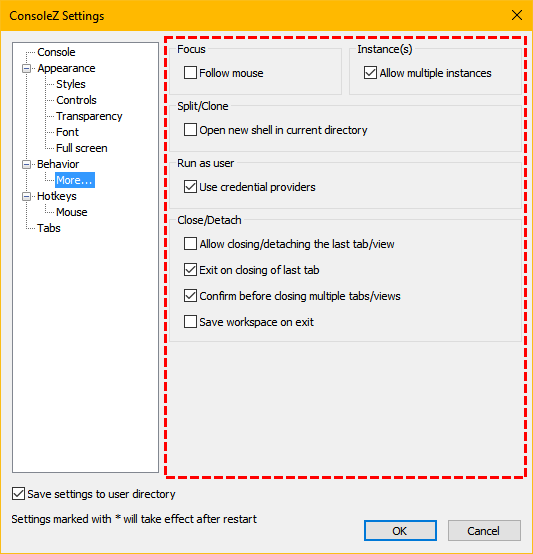 ConsoleZ Settings
Console
Appearance
Styles
Controls
Transparency
Font
Full screen
Behavior
More...
Hotkeys
Mouse
Tabs
Focus
Follow mouse
Instance(s)
Allow multiple instances
Split/Clone
Open new shell in current directory
Run as user
Use credential providers
Close/Detach
Allow closing/detaching the last tab/view
Exit on closing of last tab
Confirm before closing multiple tabs/views
Save workspace on exit
Save settings to user directory
Settings marked with * will take effect after restart
OK
Cancel